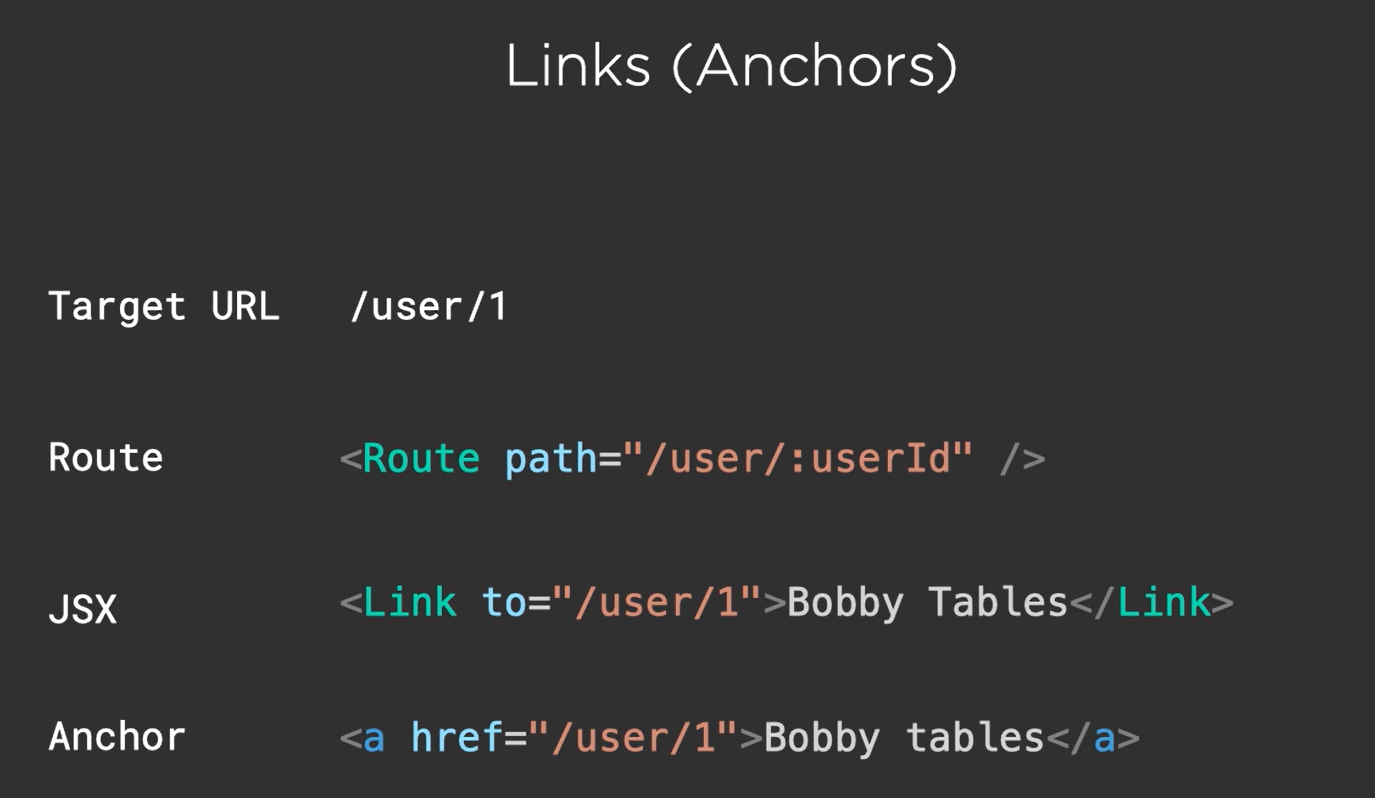 Links (Anchors)
Target URL /user/1
Route <Route path="/user/:userId" />
JSX <Link to="/user/1">Bobby Tables</Link>
Anchor <a href="/user/1">Bobby tables</a>